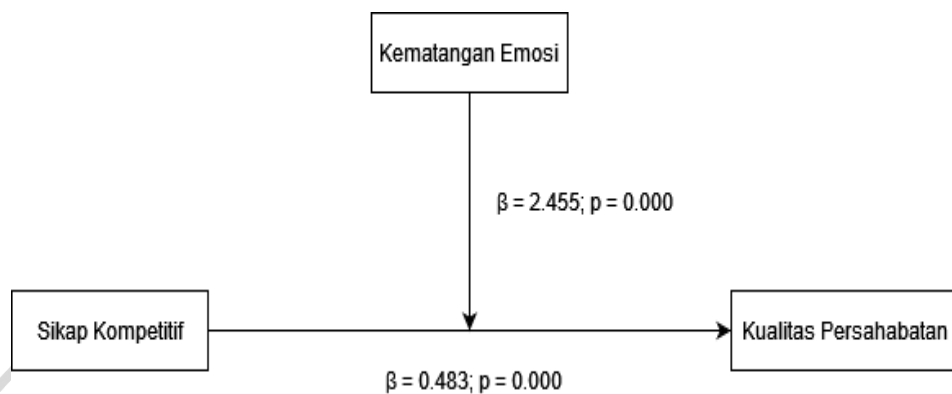 Kematangan Emosi
β = 2.455; p = 0.000
Sikap Kompetitif
Kualitas Persahabatan
β = 0.483; p = 0.000